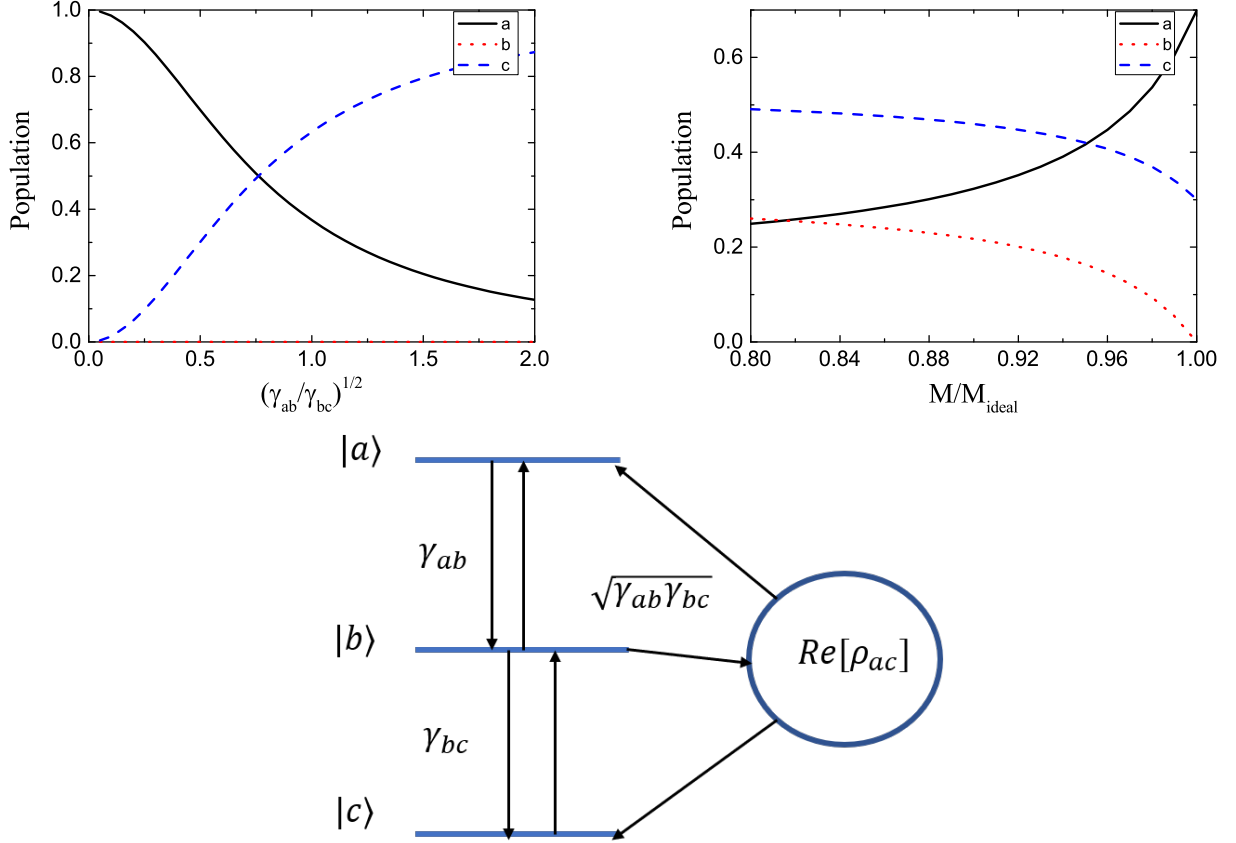 1.0
0.8
0.6
0.4
0.2
0.0
Population
0.0 0.5 1.0 1.5 2.0
(γab/γbc)1/2
a
b
c
0.6
0.4
0.2
0.0
Population
0.80 0.84 0.88 0.92 0.96 1.00
M/Mideal
a
b
c
|a⟩
γab
√γabγbc
|b⟩
Re[ρac]
γbc
|c⟩